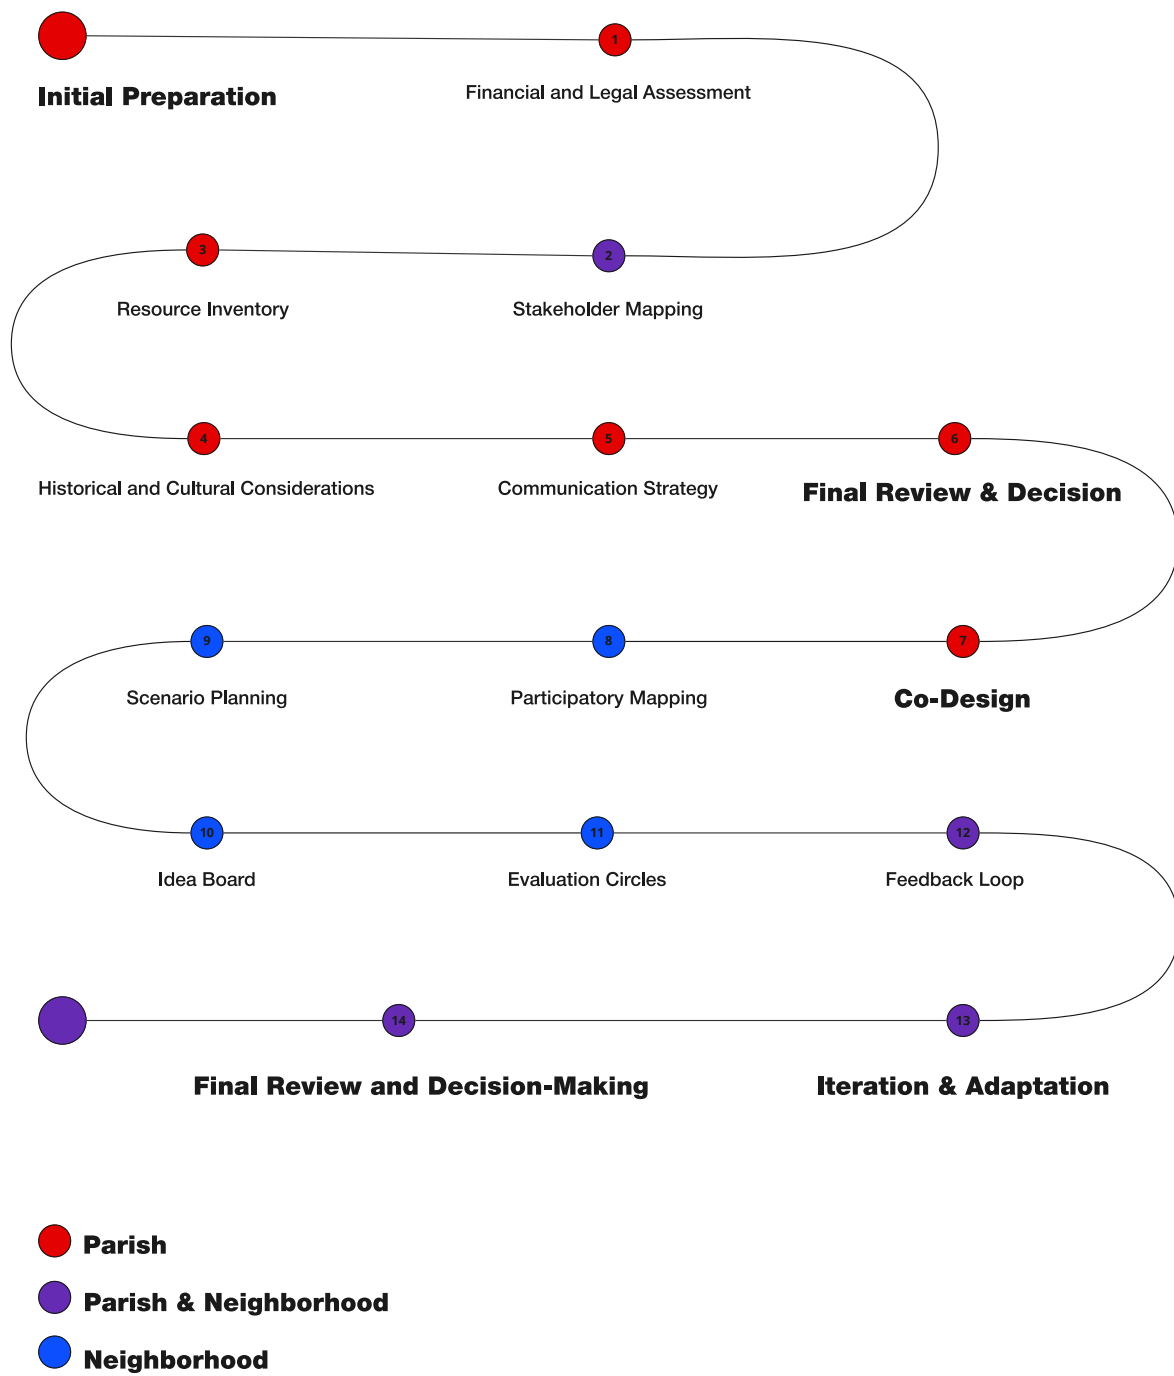 1
Initial Preparation
Financial and Legal Assessment
3
2
Resource Inventory
Stakeholder Mapping
4
5
6
Historical and Cultural Considerations
Communication Strategy
Final Review & Decision
9
8
7
Scenario Planning
Participatory Mapping
Co-Design
10
11
12
Idea Board
Evaluation Circles
Feedback Loop
14
13
Final Review and Decision-Making
Iteration & Adaptation
Parish
Parish & Neighborhood
Neighborhood